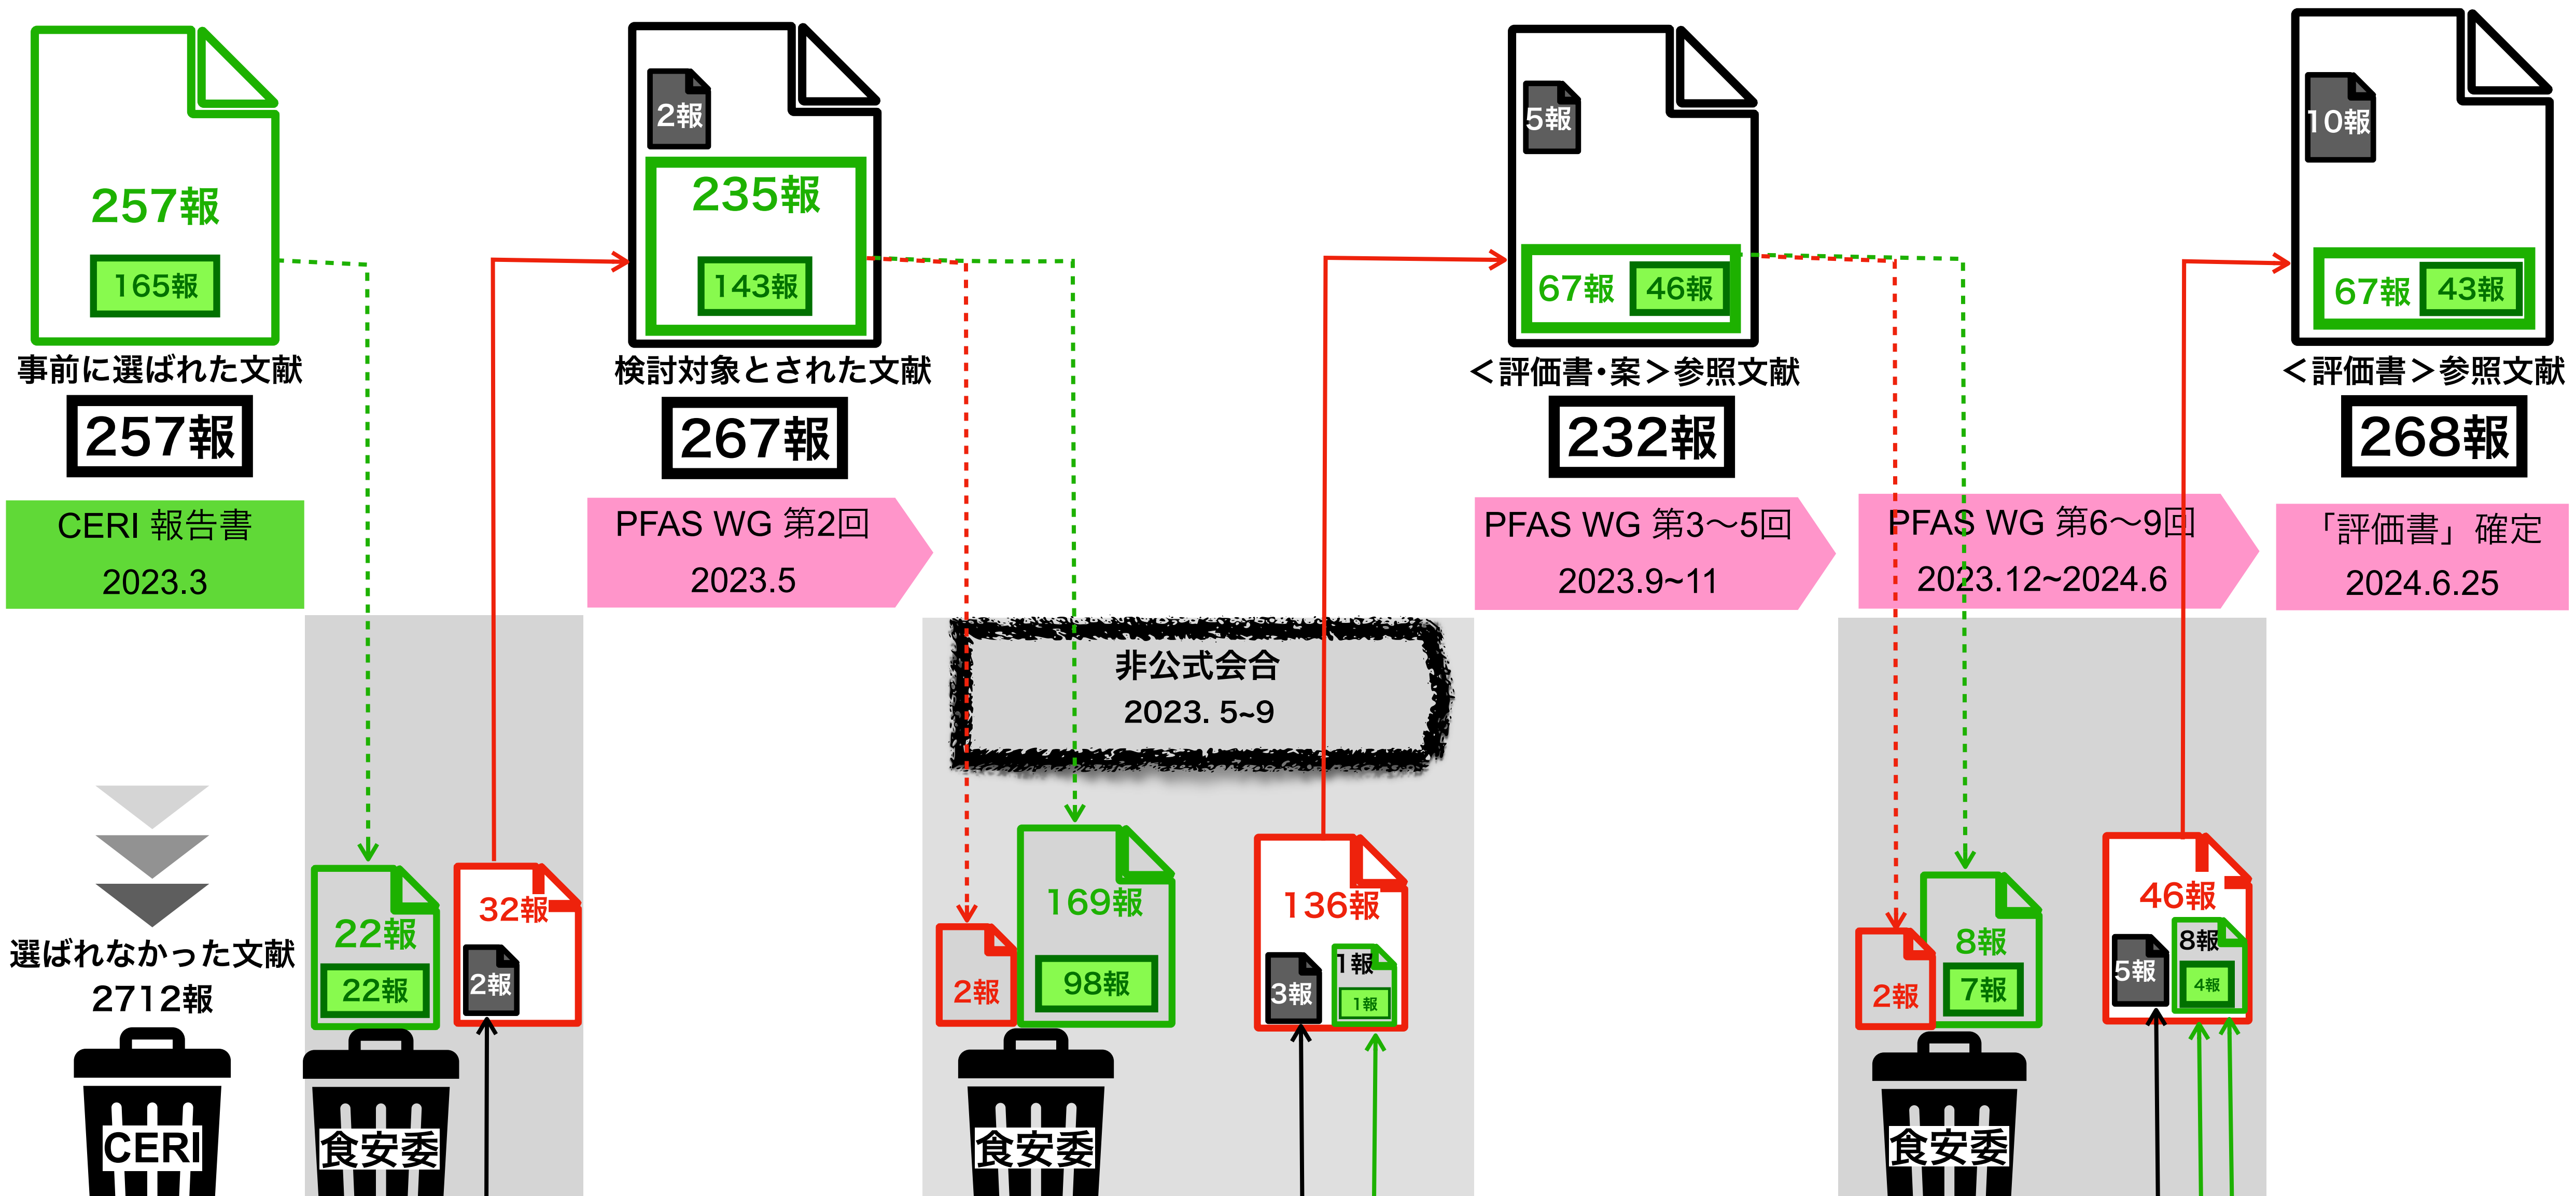 257報
165報
事前に選ばれた文献
257報
CERI 報告書
2023.3
2報
235報
143報
検討対象とされた文献
267報
PFAS WG 第2回
2023.5
5報
67報
46報
＜評価書・案＞参照文献
232報
PFAS WG 第3〜5回
2023.9~11
PFAS WG 第6〜9回
2023.12~2024.6
10報
67報
43報
＜評価書＞参照文献
268報
「評価書」確定
2024.6.25
非公式会合
2023. 5~9
選ばれなかった文献
2712報
CERI
22報
22報
食安委
32報
2報
2報
169報
98報
食安委
136報
3報
1報
1報
2報
8報
7報
食安委
46報
5報
8報
4報